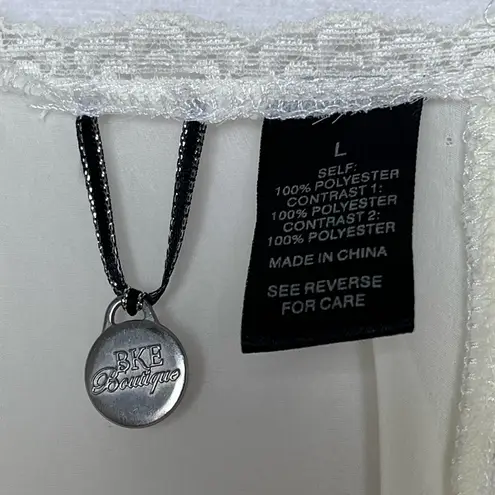 BKE
Boutique
L
SELF:
100% POLYESTER
CONTRAST 1:
100% POLYESTER
CONTRAST 2:
100% POLYESTER
MADE IN CHINA
SEE REVERSE
FOR CARE